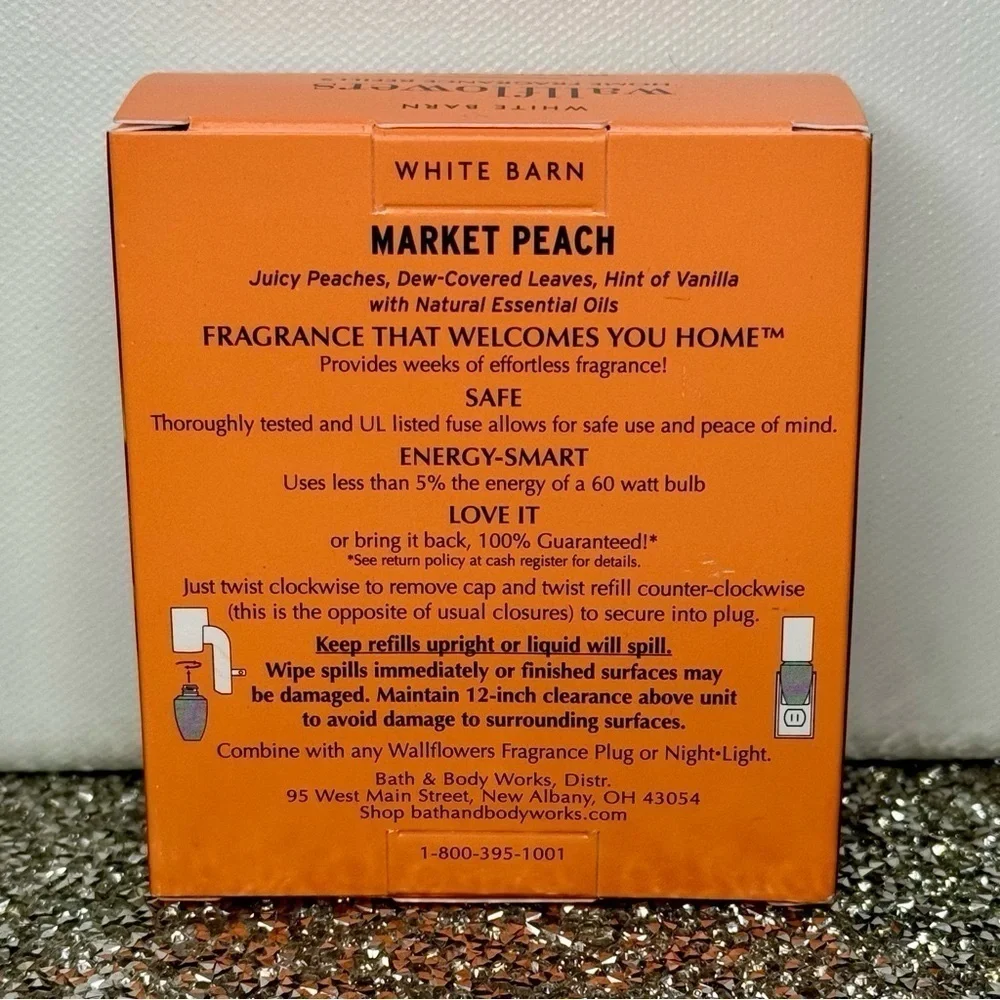 wallflowers
HOME FRAGRANCE REFILLS
WHITE BARN
WHITE BARN
MARKET PEACH
Juicy Peaches, Dew-Covered Leaves, Hint of Vanilla
with Natural Essential Oils
FRAGRANCE THAT WELCOMES YOU HOME™
Provides weeks of effortless fragrance!
SAFE
Thoroughly tested and UL listed fuse allows for safe use and peace of mind.
ENERGY-SMART
Uses less than 5% the energy of a 60 watt bulb
LOVE IT
or bring it back, 100% Guaranteed!*
*See return policy at cash register for details.
Just twist clockwise to remove cap and twist refill counter-clockwise
(this is the opposite of usual closures) to secure into plug.
Keep refills upright or liquid will spill.
Wipe spills immediately or finished surfaces may
be damaged. Maintain 12-inch clearance above unit
to avoid damage to surrounding surfaces.
Combine with any Wallflowers Fragrance Plug or Night•Light.
Bath & Body Works, Distr.
95 West Main Street, New Albany, OH 43054
Shop bathandbodyworks.com
1-800-395-1001